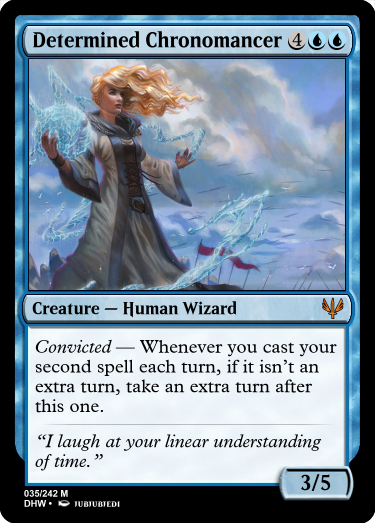 Determined Chronomancer 4
Creature — Human Wizard
Convicted — Whenever you cast your
second spell each turn, if it isn't an
extra turn, take an extra turn after
this one.
“I laugh at your linear understanding
of time.”
3/5
035/242 M
DHW • JUBJUBJEDI